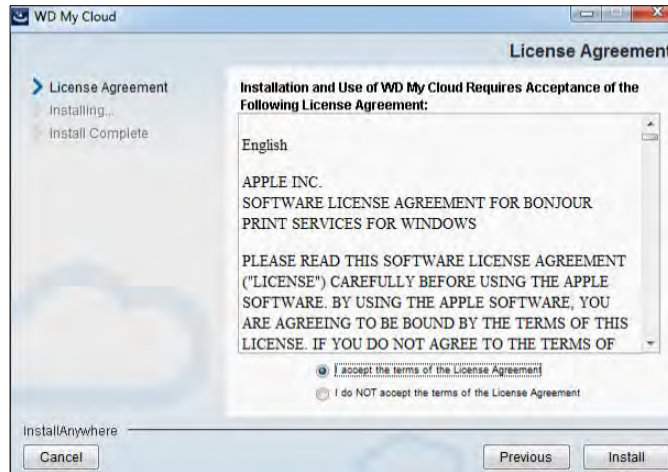 WD My Cloud
License Agreement
License Agreement
Installing...
Install Complete
Installation and Use of WD My Cloud Requires Acceptance of the
Following License Agreement:
English
APPLE INC.
SOFTWARE LICENSE AGREEMENT FOR BONJOUR
PRINT SERVICES FOR WINDOWS
PLEASE READ THIS SOFTWARE LICENSE AGREEMENT
("LICENSE") CAREFULLY BEFORE USING THE APPLE
SOFTWARE. BY USING THE APPLE SOFTWARE, YOU
ARE AGREEING TO BE BOUND BY THE TERMS OF THIS
LICENSE. IF YOU DO NOT AGREE TO THE TERMS OF
I accept the terms of the License Agreement
I do NOT accept the terms of the License Agreement
InstallAnywhere
Cancel
Previous
Install